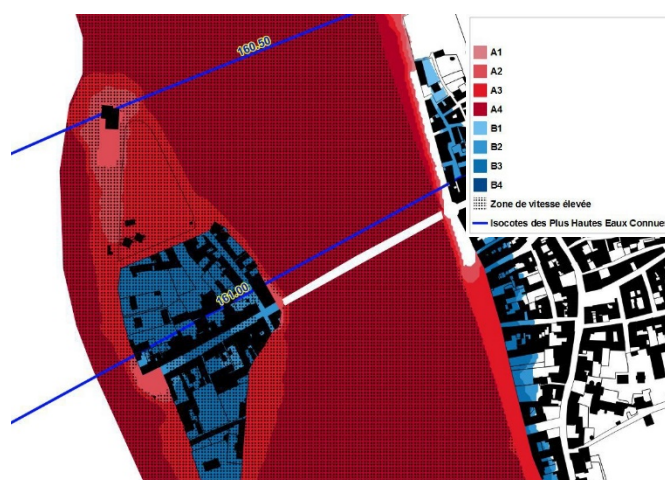 160.50
161.00
A1
A2
A3
A4
B1
B2
B3
B4
Zone de vitesse élevée
Isocotes des Plus Hautes Eaux Connue